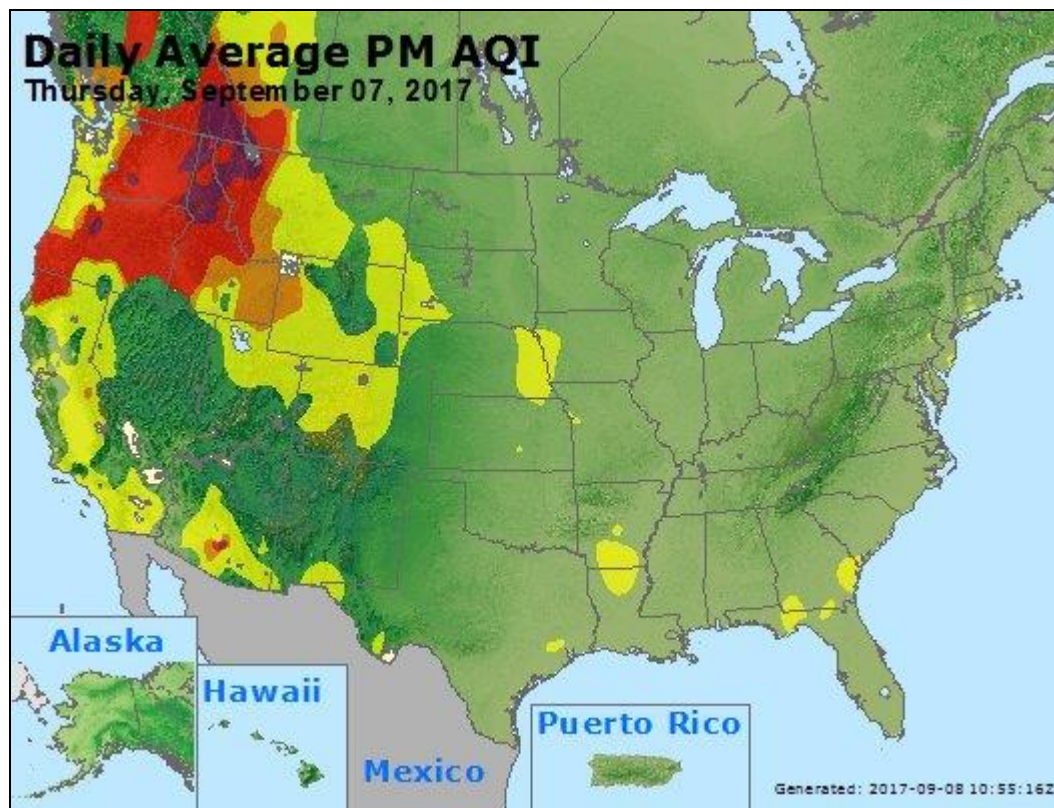 Daily Average PM AQI
Thursday, September 07, 2017
Alaska
Hawaii
Mexico
Puerto Rico
Generated: 2017-09-08 10:55:16Z